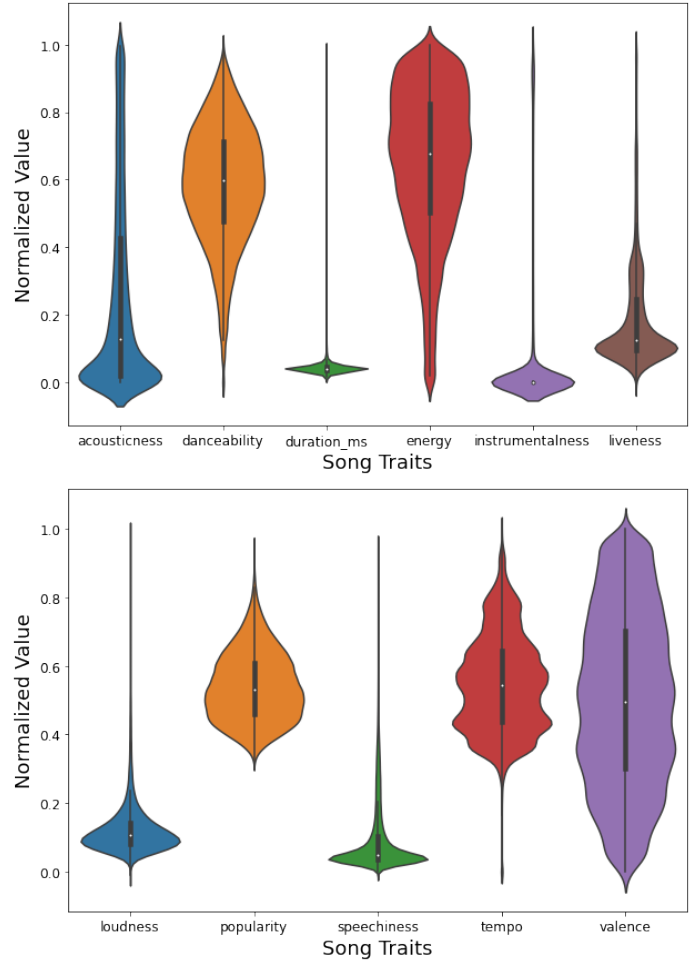 Normalized Value
1.0
0.8
0.6
0.4
0.2
0.0
acousticness danceability duration_ms energy instrumentalness liveness
Song Traits
Normalized Value
1.0
0.8
0.6
0.4
0.2
0.0
loudness popularity speechiness tempo valence
Song Traits